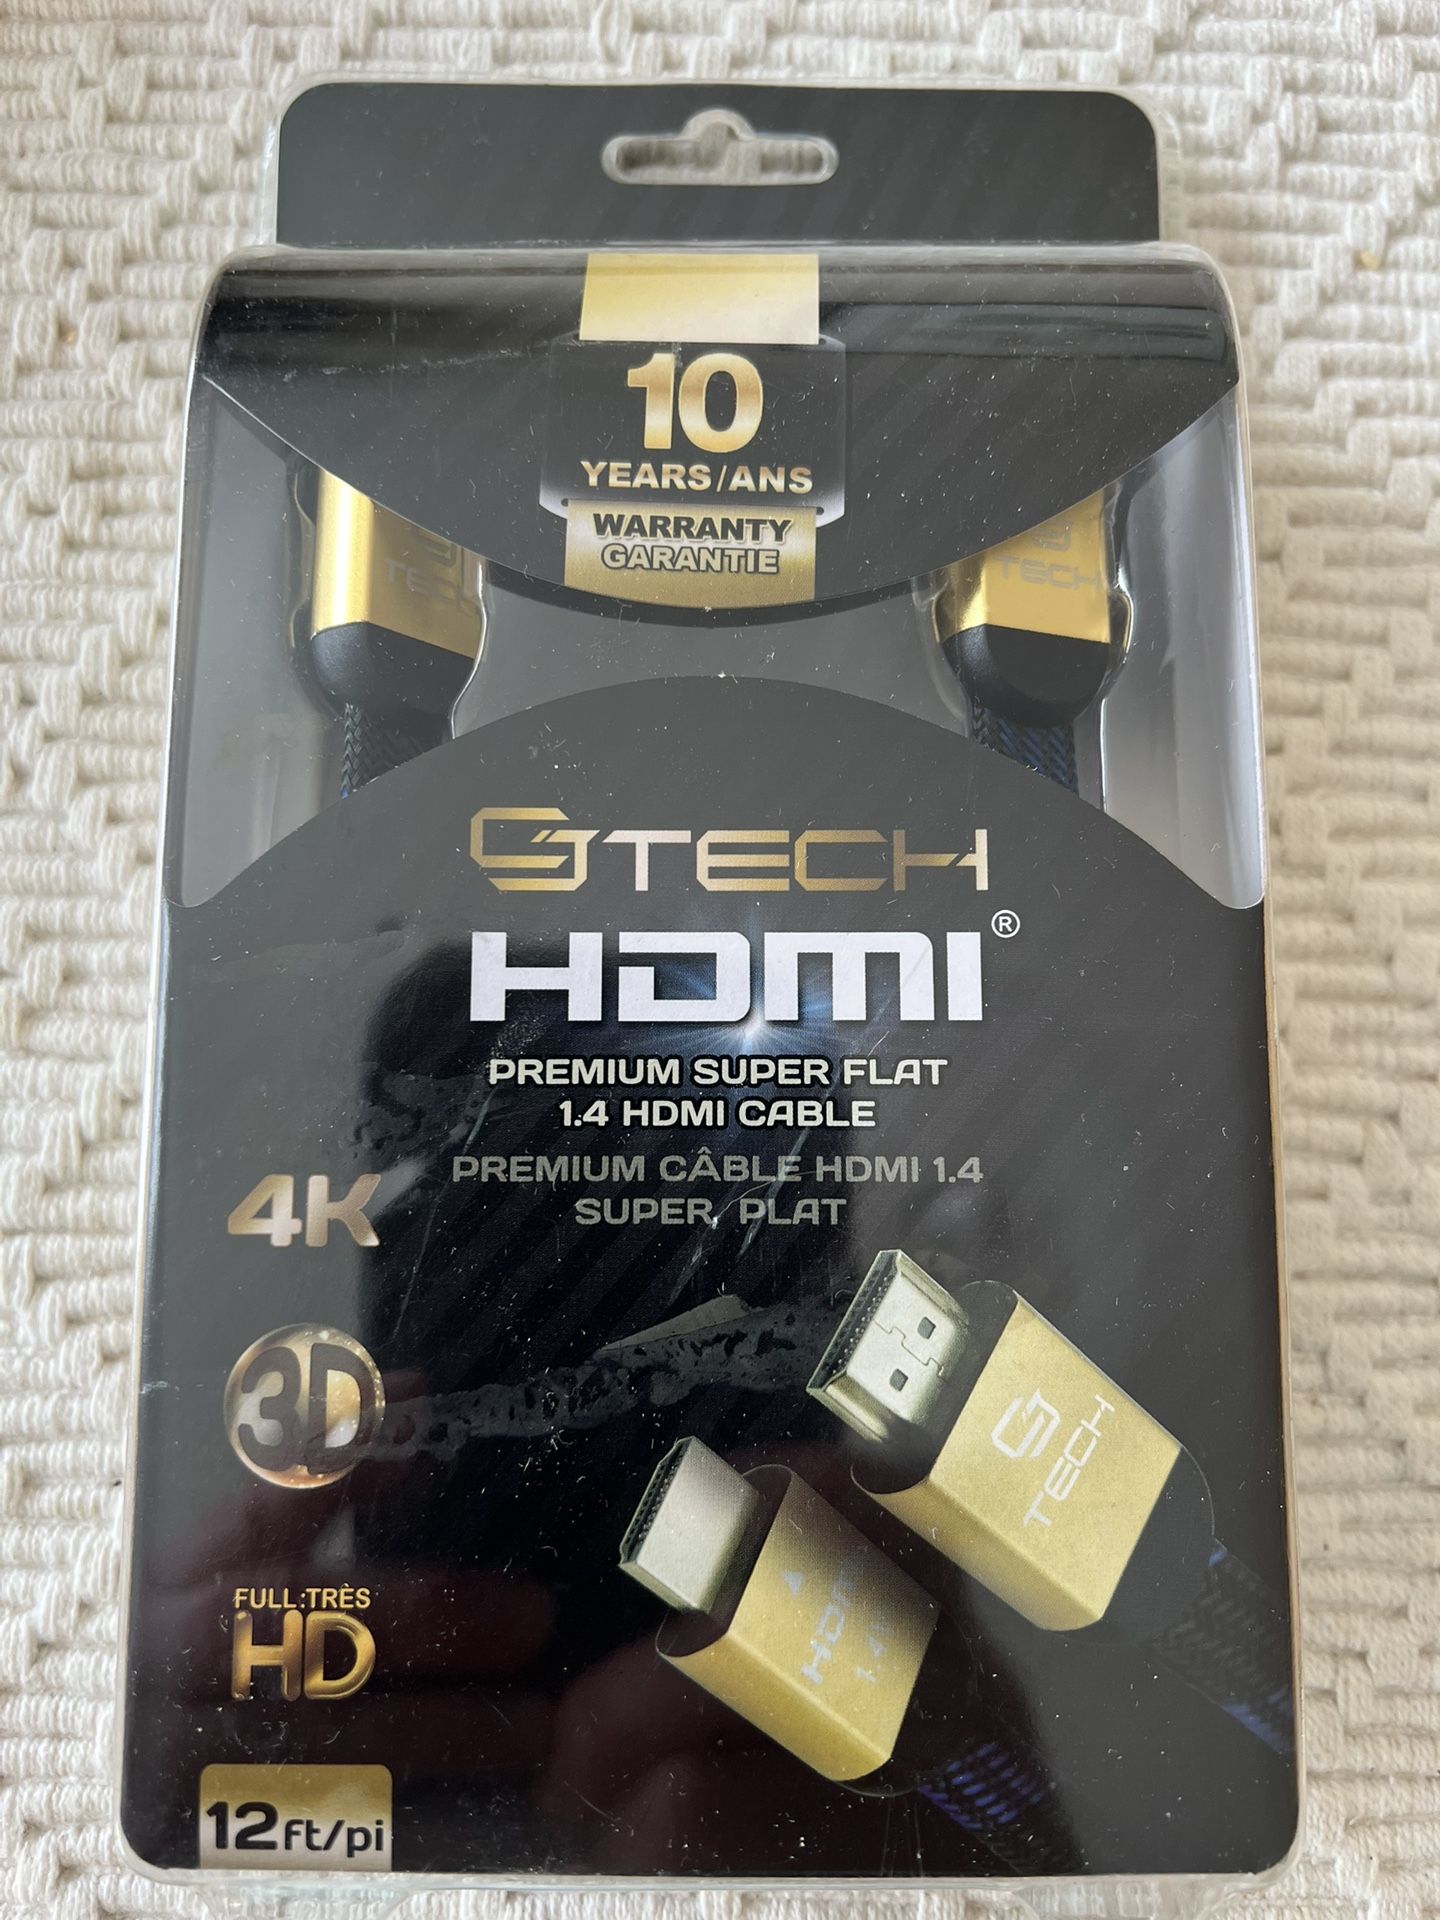 10
YEARS/ANS
WARRANTY
GARANTIE
TECH
TECH
GTECH
HDMI®
PREMIUM SUPER FLAT
1.4 HDMI CABLE
PREMIUM CÂBLE HDMI 1.4
SUPER, PLAT
4K
3D
FULL:TRÈS
HD
G
TECH
HDMI
1.4
12ft/pi